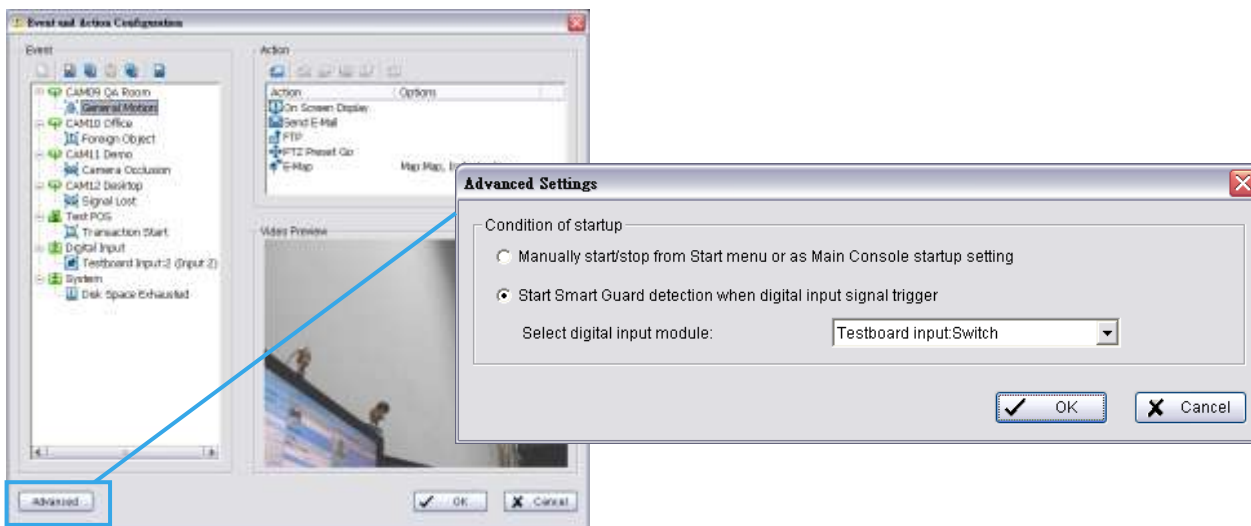 Event and Action Configuration
Event
CAM09 QA Room
General Motion
CAM10 Office
Foreign Object
CAM11 Demo
Camera Occlusion
CAM12 Desktop
Signal Lost
Test POS
Transaction Start
Digital Input
Testboard Input:2 (Input 2)
System
Disk Space Exhausted
Advanced
Action
Action Options
On Screen Display
Send E-Mail
FTP
PTZ Preset Go
E-Map Map:Map,
Video Preview
OK Cancel
Advanced Settings
Condition of startup
Manually start/stop from Start menu or as Main Console startup setting
Start Smart Guard detection when digital input signal trigger
Select digital input module: Testboard input:Switch
OK Cancel